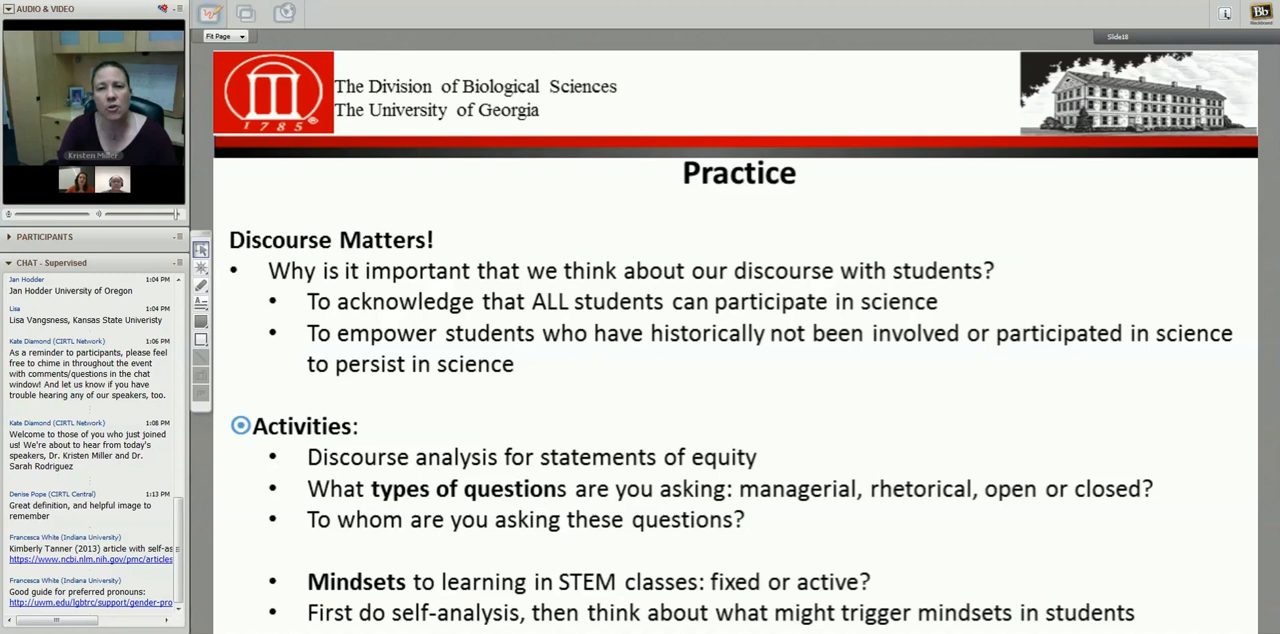 AUDIO & VIDEO
Kristen Miller
PARTICIPANTS
CHAT - Supervised
Jan Hodder 1:04 PM
Jan Hodder University of Oregon
Lisa 1:04 PM
Lisa Vangsness, Kansas State Univeristy
Kate Diamond (CIRTL Network) 1:06 PM
As a reminder to participants, please feel
free to chime in throughout the event
with comments/questions in the chat
window! And let us know if you have
trouble hearing any of our speakers, too.
Kate Diamond (CIRTL Network) 1:08 PM
Welcome to those of you who just joined
us! We're about to hear from today's
speakers, Dr. Kristen Miller and Dr.
Sarah Rodriguez
Denise Pope (CIRTL Central) 1:13 PM
Great definition, and helpful image to
remember
Francesca White (Indiana University)
Kimberly Tanner (2013) article with self-as
https://www.ncbi.nlm.nih.gov/pmc/articles
Francesca White (Indiana University)
Good guide for preferred pronouns:
http://uwm.edu/lgbtrc/support/gender-pro
Fit Page
Slide18
Bb
Blackboard
1785
The Division of Biological Sciences
The University of Georgia
Practice
Discourse Matters!
• Why is it important that we think about our discourse with students?
• To acknowledge that ALL students can participate in science
• To empower students who have historically not been involved or participated in science
to persist in science
Activities:
• Discourse analysis for statements of equity
• What types of questions are you asking: managerial, rhetorical, open or closed?
• To whom are you asking these questions?
• Mindsets to learning in STEM classes: fixed or active?
• First do self-analysis, then think about what might trigger mindsets in students